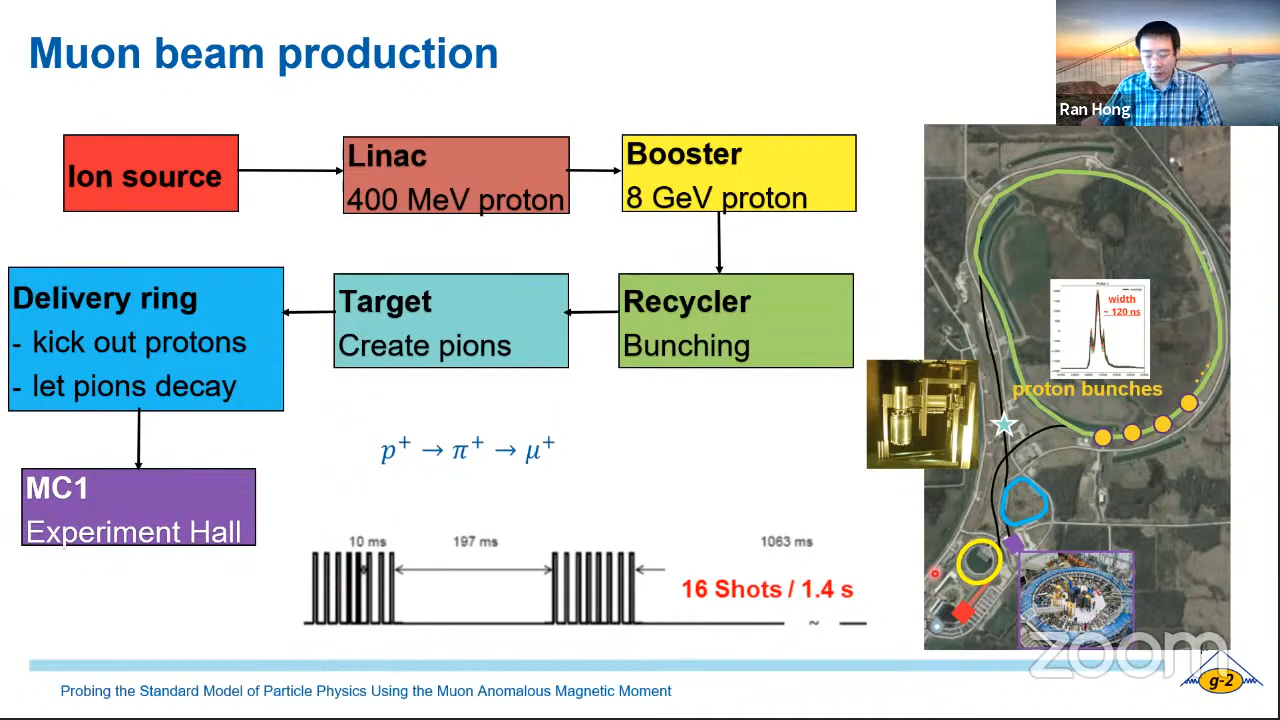 Muon beam production
Ran Hong
Ion source
Linac
400 MeV proton
Booster
8 GeV proton
Delivery ring
- kick out protons
- let pions decay
Target
Create pions
Recycler
Bunching
width
~ 120 ns
proton bunches
p⁺ → π⁺ → μ⁺
MC1
Experiment Hall
10 ms
197 ms
1063 ms
16 Shots / 1.4 s
~
zoom
Probing the Standard Model of Particle Physics Using the Muon Anomalous Magnetic Moment
g-2